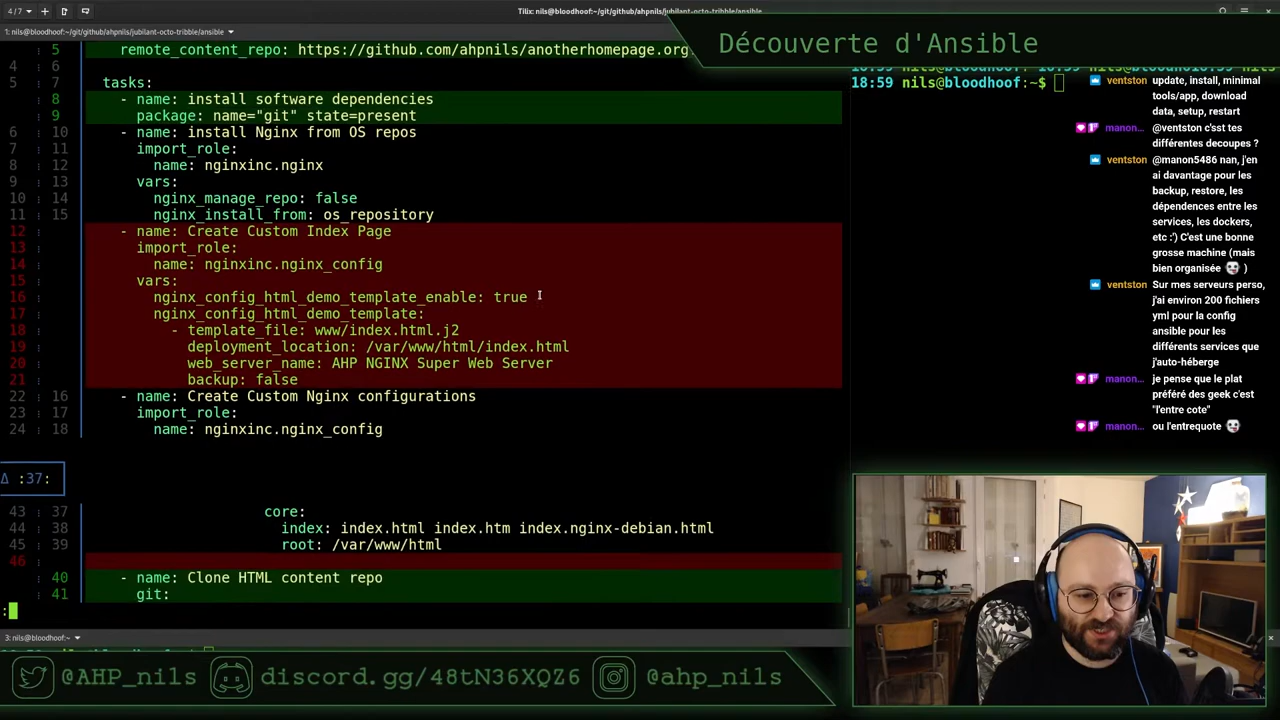 4 / 7
Tilix: nils@bloodhoof:~/git/github/ahpnils/jubilant-octo-tribble/ansible
1: nils@bloodhoof:~/git/github/ahpnils/jubilant-octo-tribble/ansible
Découverte d'Ansible
5 remote_content_repo: https://github.com/ahpnils/anotherhomepage.org
4 6
5 7 tasks:
8 - name: install software dependencies
9 package: name="git" state=present
6 10 - name: install Nginx from OS repos
7 11 import_role:
8 12 name: nginxinc.nginx
9 13 vars:
10 14 nginx_manage_repo: false
11 15 nginx_install_from: os_repository
12 - name: Create Custom Index Page
13 import_role:
14 name: nginxinc.nginx_config
15 vars:
16 nginx_config_html_demo_template_enable: true
17 nginx_config_html_demo_template:
18 - template_file: www/index.html.j2
19 deployment_location: /var/www/html/index.html
20 web_server_name: AHP NGINX Super Web Server
21 backup: false
22 16 - name: Create Custom Nginx configurations
23 17 import_role:
24 18 name: nginxinc.nginx_config
Δ :37:
43 37 core:
44 38 index: index.html index.htm index.nginx-debian.html
45 39 root: /var/www/html
46
40 - name: Clone HTML content repo
41 git:
:
18:59 nils@bloodhoof:~$
ventston update, install, minimal
tools/app, download
data, setup, restart
manon... @ventston c'sst tes
différentes decoupes ?
ventston @manon5486 nan, j'en
ai davantage pour les
backup, restore, les
dépendences entre les
services, les dockers,
etc :') C'est une bonne
grosse machine (mais
bien organisée )
ventston Sur mes serveurs perso,
j'ai environ 200 fichiers
yml pour la config
ansible pour les
différents services que
j'auto-héberge
manon... je pense que le plat
préféré des geek c'est
"l'entre cote"
manon... ou l'entrequote
3: nils@bloodhoof:~
@AHP_nils discord.gg/48tN36XQZ6 @ahp_nils